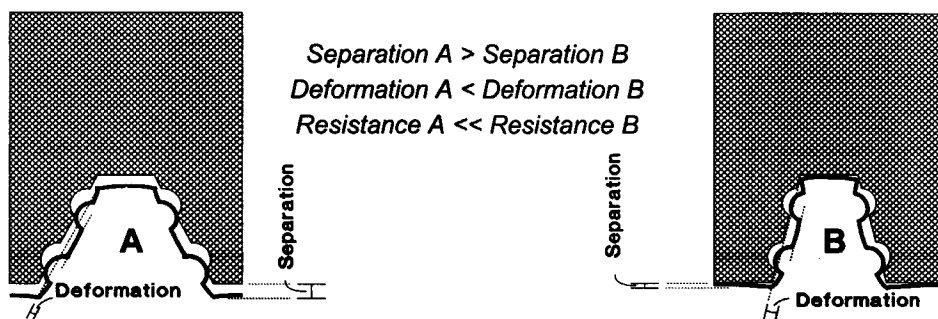 Separation A > Separation B
Deformation A < Deformation B
Resistance A << Resistance B
A
Separation
Deformation
Separation
B
Deformation